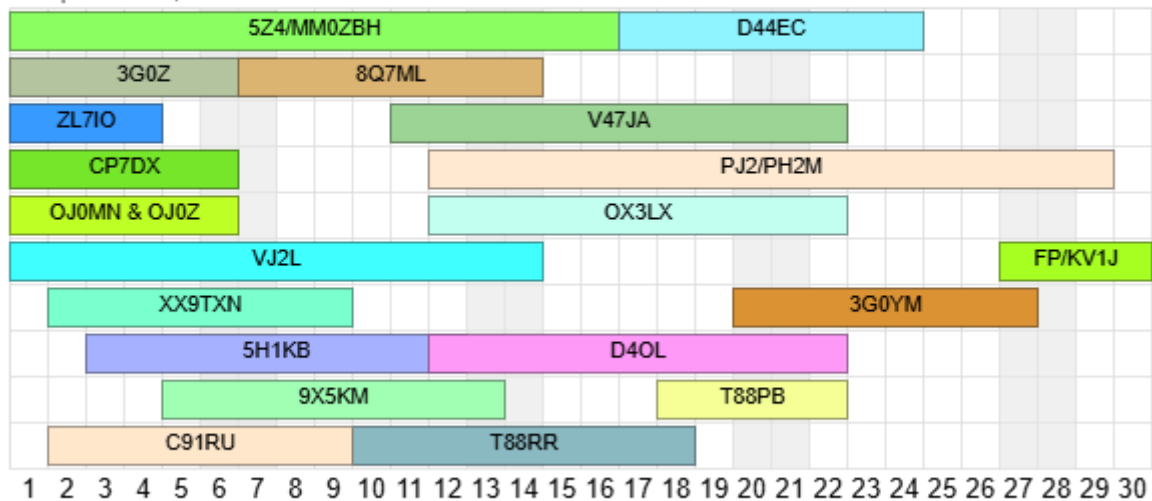 5Z4/MM0ZBH D44EC
3G0Z 8Q7ML
ZL7IO V47JA
CP7DX PJ2/PH2M
OJ0MN & OJ0Z OX3LX
VJ2L FP/KV1J
XX9TXN 3G0YM
5H1KB D4OL
9X5KM T88PB
C91RU T88RR
1 2 3 4 5 6 7 8 9 10 11 12 13 14 15 16 17 18 19 20 21 22 23 24 25 26 27 28 29 30